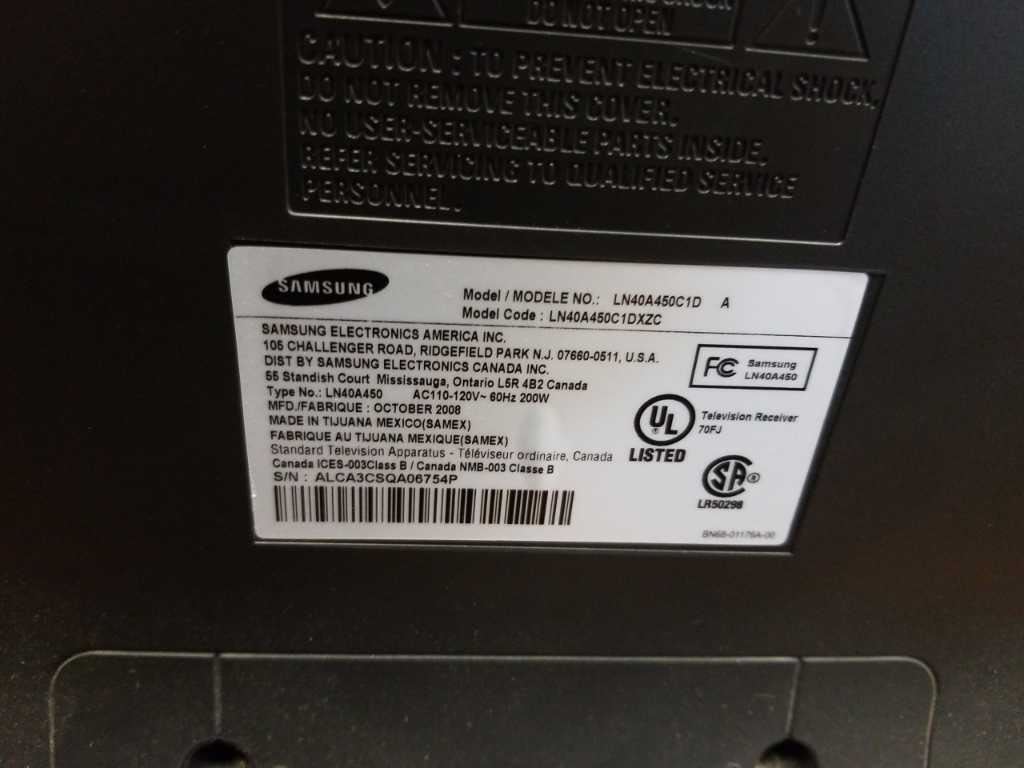 DO NOT OPEN
CAUTION : TO PREVENT ELECTRICAL SHOCK,
DO NOT REMOVE THIS COVER.
NO USER-SERVICEABLE PARTS INSIDE.
REFER SERVICING TO QUALIFIED SERVICE
PERSONNEL.
SAMSUNG
Model / MODELE NO.: LN40A450C1D A
Model Code : LN40A450C1DXZC
SAMSUNG ELECTRONICS AMERICA INC.
105 CHALLENGER ROAD, RIDGEFIELD PARK N.J. 07660-0511, U.S.A.
DIST BY SAMSUNG ELECTRONICS CANADA INC.
55 Standish Court Mississauga, Ontario L5R 4B2 Canada
Type No.: LN40A450 AC110-120V~ 60Hz 200W
MFD./FABRIQUE : OCTOBER 2008
MADE IN TIJUANA MEXICO(SAMEX)
FABRIQUE AU TIJUANA MEXIQUE(SAMEX)
Standard Television Apparatus - Téléviseur ordinaire, Canada
Canada ICES-003Class B / Canada NMB-003 Classe B
S/N : ALCA3CSQA06754P
FC Samsung
LN40A450
UL ®
LISTED
Television Receiver
70FJ
SA ®
LR50298
BN68-01176A-00